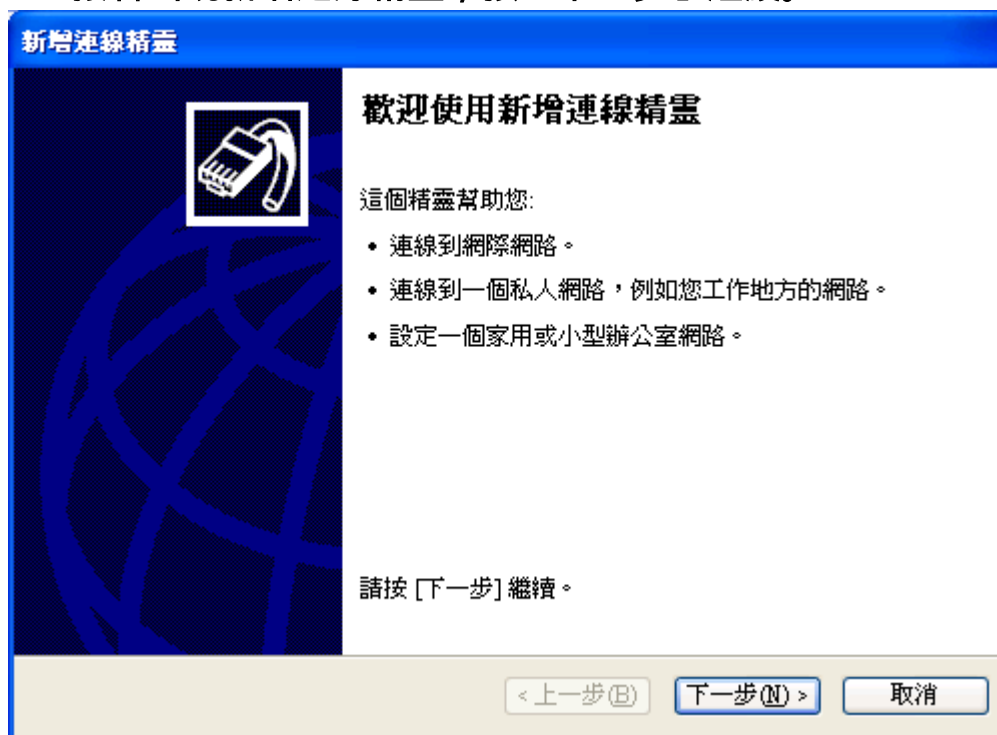 新增連線精靈
歡迎使用新增連線精靈
這個精靈幫助您:
• 連線到網際網路。
• 連線到一個私人網路，例如您工作地方的網路。
• 設定一個家用或小型辦公室網路。
請按 [下一步] 繼續。
< 上一步(B) 下一步(N) > 取消